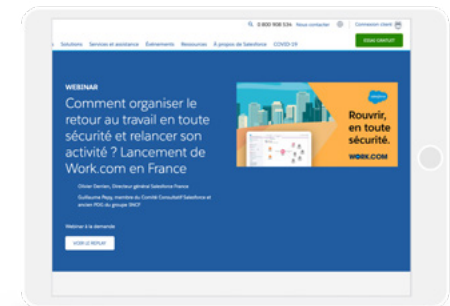 0 800 908 534 Nous contacter Connexion client
Solutions Services et assistance Événements Ressources À propos de Salesforce COVID-19
ESSAI GRATUIT
WEBINAR
Comment organiser le
retour au travail en toute
sécurité et relancer son
activité ? Lancement de
Work.com en France
Olivier Derrien, Directeur général Salesforce France
Guillaume Pepy, membre du Comité Consultatif Salesforce et
ancien PDG du groupe SNCF
Webinar à la demande
VOIR LE REPLAY
Rouvrir,
en toute
sécurité.
WORK.COM